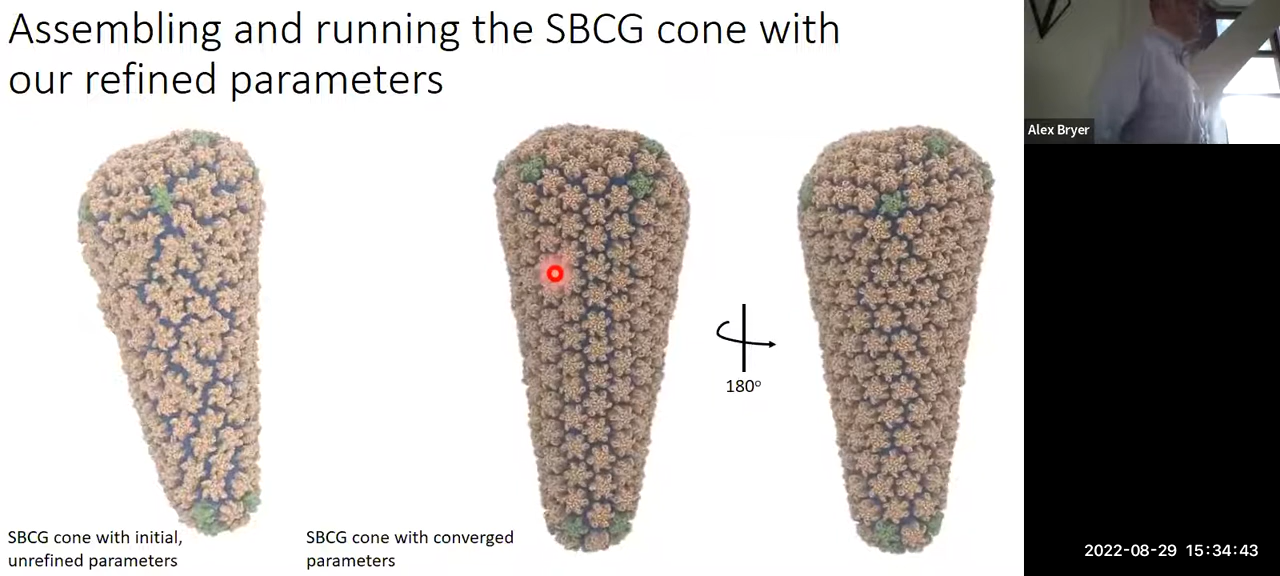 Assembling and running the SBCG cone with
our refined parameters
Alex Bryer
180°
SBCG cone with initial,
unrefined parameters
SBCG cone with converged
parameters
2022-08-29 15:34:43